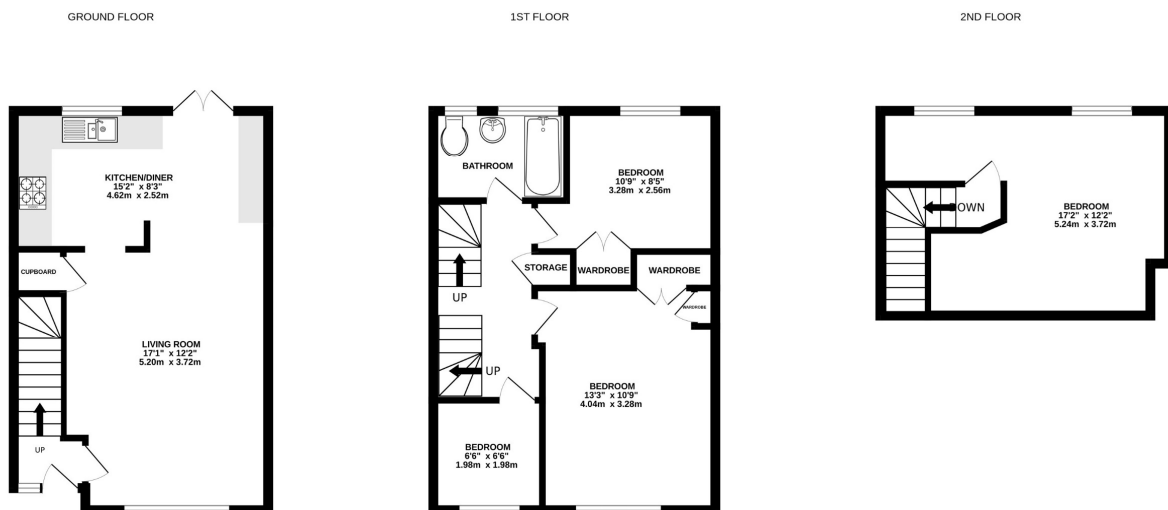 GROUND FLOOR
KITCHEN/DINER
15'2" x 8'3"
4.62m x 2.52m
CUPBOARD
LIVING ROOM
17'1" x 12'2"
5.20m x 3.72m
UP
1ST FLOOR
BATHROOM
BEDROOM
10'9" x 8'5"
3.28m x 2.56m
STORAGE
WARDROBE
WARDROBE
WARDROBE
UP
UP
BEDROOM
13'3" x 10'9"
4.04m x 3.28m
BEDROOM
6'6" x 6'6"
1.98m x 1.98m
2ND FLOOR
OWN
BEDROOM
17'2" x 12'2"
5.24m x 3.72m